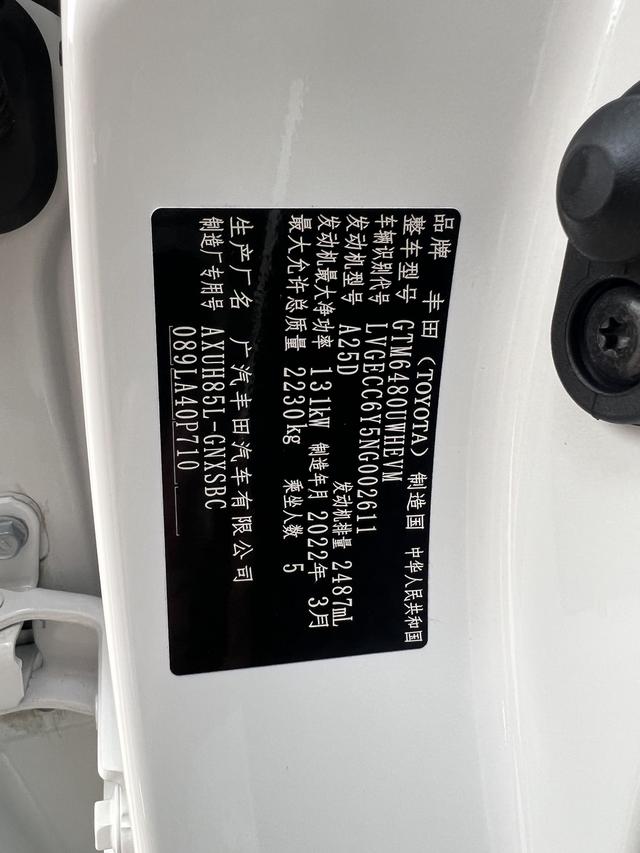 品牌 丰田（TOYOTA） 制造国 中华人民共和国
整车型号 GTM6480UWHEVM
车辆识别代号 LVGECC6Y5NG002611
发动机型号 A25D 发动机排量 2487mL
发动机最大净功率 131kW 制造年月 2022年 3月
最大允许总质量 2230kg 乘坐人数 5
生产厂名 广汽丰田汽车有限公司
制造厂专用号 AXUH85L-GNXSBC
089LA40P710